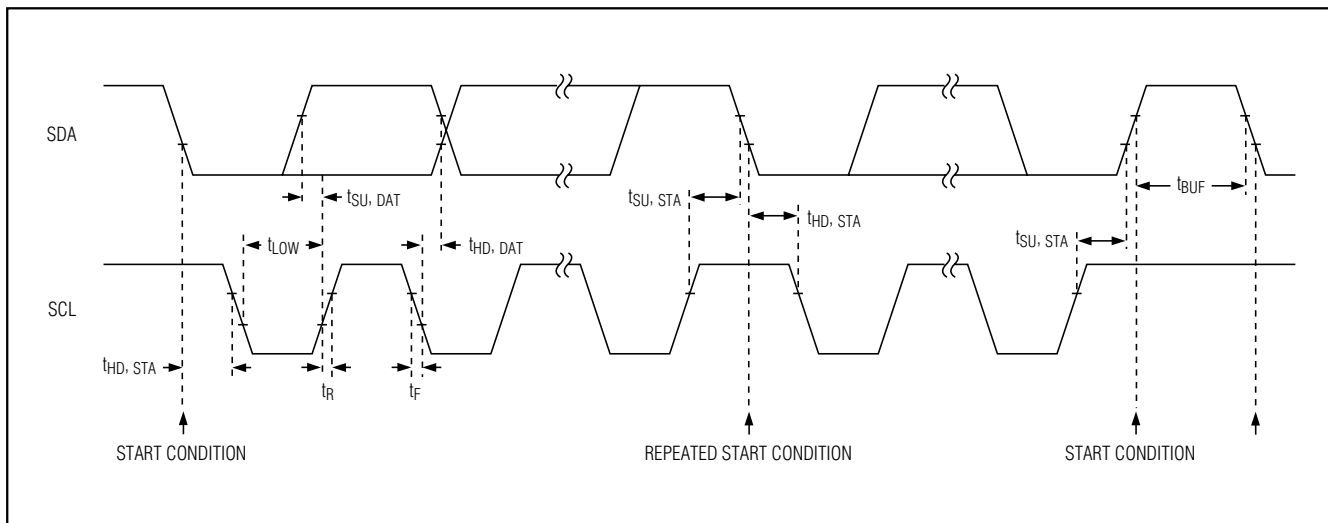 SDA
tSU, DAT
tSU, STA
tBUF
tHD, STA
tLOW
tHD, DAT
tSU, STA
SCL
tHD, STA
tR
tF
START CONDITION
REPEATED START CONDITION
START CONDITION